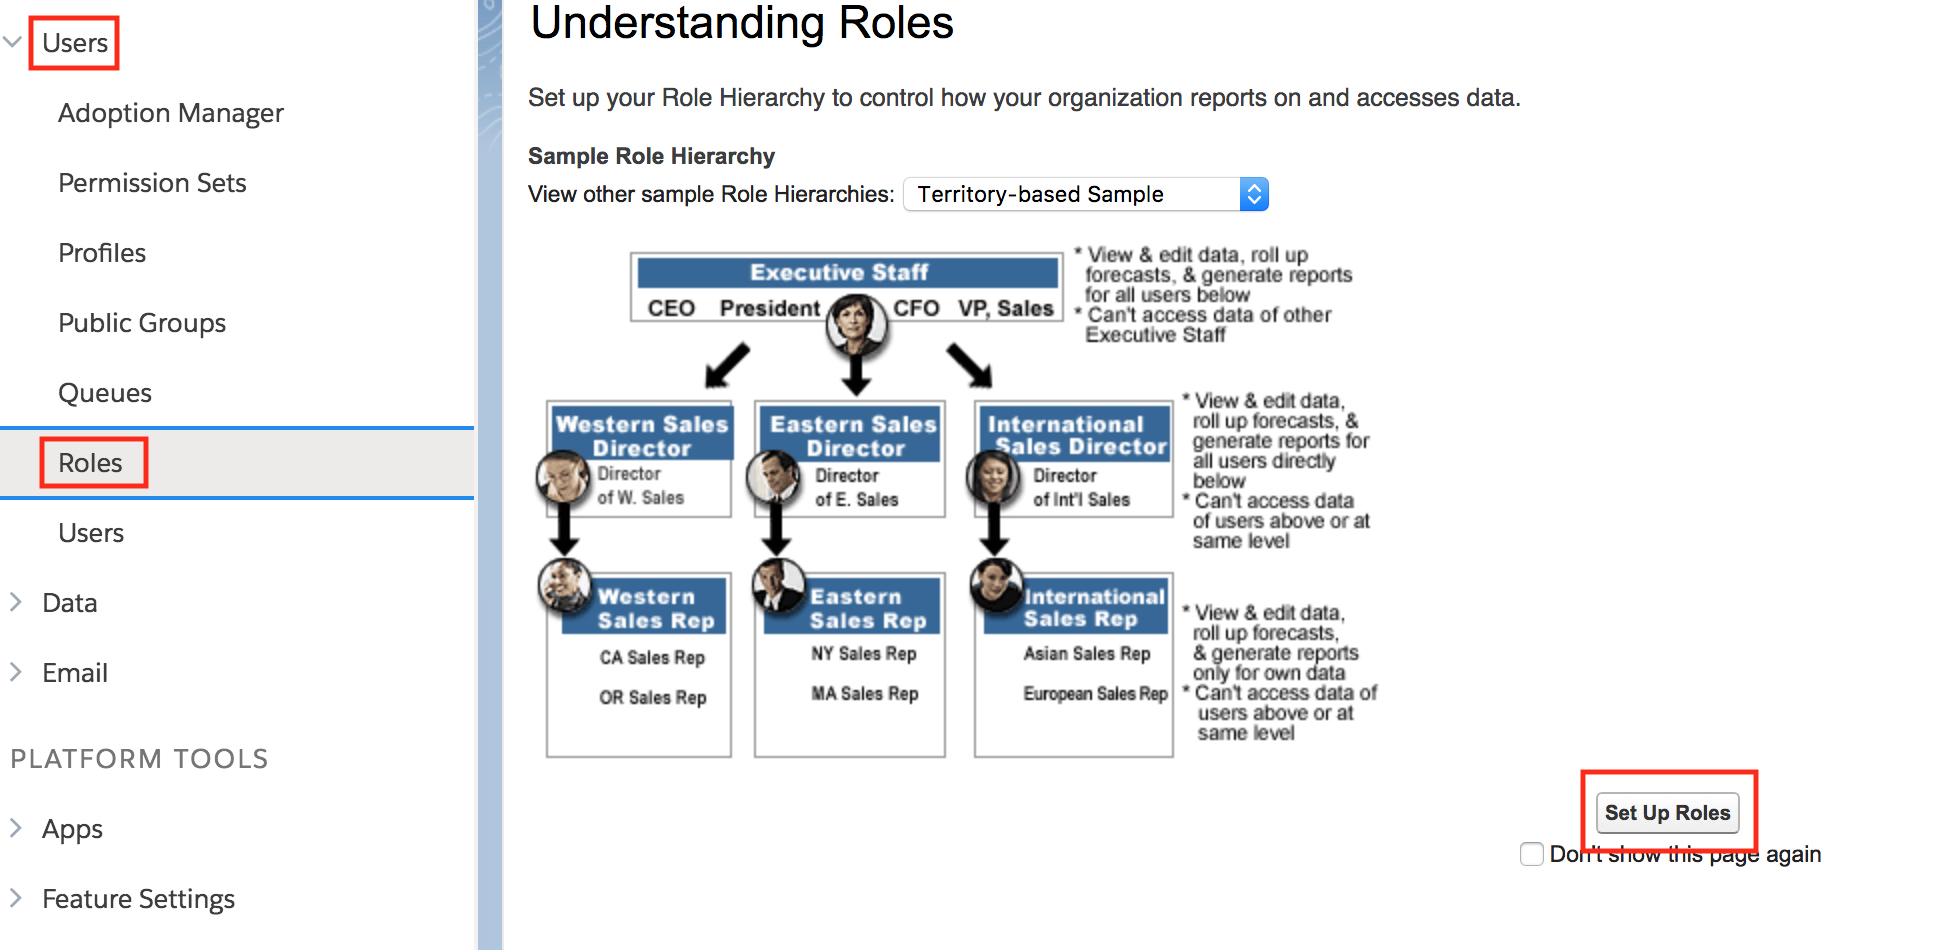 Users
Adoption Manager
Permission Sets
Profiles
Public Groups
Queues
Roles
Users
Data
Email
PLATFORM TOOLS
Apps
Feature Settings
Understanding Roles
Set up your Role Hierarchy to control how your organization reports on and accesses data.
Sample Role Hierarchy
View other sample Role Hierarchies: Territory-based Sample
Executive Staff
CEO President CFO VP, Sales
* View & edit data, roll up
forecasts, & generate reports
for all users below
* Can't access data of other
Executive Staff
Western Sales
Director
Director
of W. Sales
Eastern Sales
Director
Director
of E. Sales
International
Sales Director
Director
of Int'l Sales
* View & edit data,
roll up forecasts, &
generate reports for
all users directly
below
* Can't access data
of users above or at
same level
Western
Sales Rep
CA Sales Rep
OR Sales Rep
Eastern
Sales Rep
NY Sales Rep
MA Sales Rep
International
Sales Rep
Asian Sales Rep
European Sales Rep
* View & edit data,
roll up forecasts,
& generate reports
only for own data
* Can't access data of
users above or at
same level
Set Up Roles
Don't show this page again